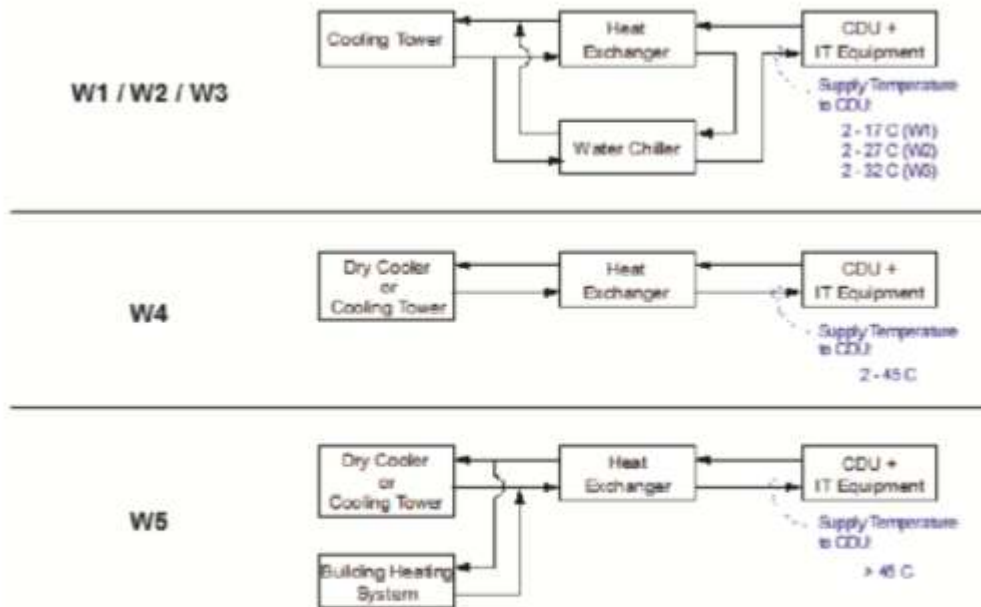 W1 / W2 / W3
Cooling Tower
Heat
Exchanger
CDU +
IT Equipment
Water Chiller
Supply Temperature
to CDU:
2 - 17 C (W1)
2 - 27 C (W2)
2 - 32 C (W3)
W4
Dry Cooler
or
Cooling Tower
Heat
Exchanger
CDU +
IT Equipment
Supply Temperature
to CDU:
2 - 45 C
W5
Dry Cooler
or
Cooling Tower
Heat
Exchanger
CDU +
IT Equipment
Building Heating
System
Supply Temperature
to CDU:
> 45 C